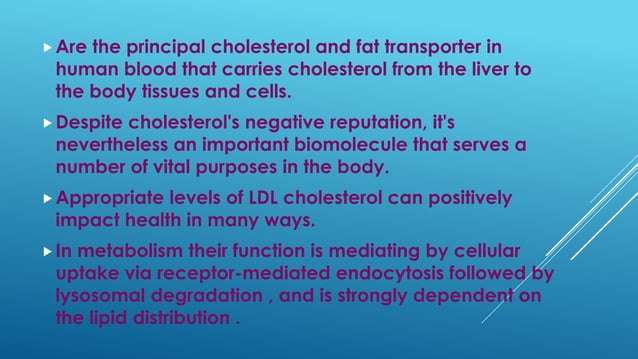 Are the principal cholesterol and fat transporter in
human blood that carries cholesterol from the liver to
the body tissues and cells.
Despite cholesterol's negative reputation, it's
nevertheless an important biomolecule that serves a
number of vital purposes in the body.
Appropriate levels of LDL cholesterol can positively
impact health in many ways.
In metabolism their function is mediating by cellular
uptake via receptor-mediated endocytosis followed by
lysosomal degradation , and is strongly dependent on
the lipid distribution .